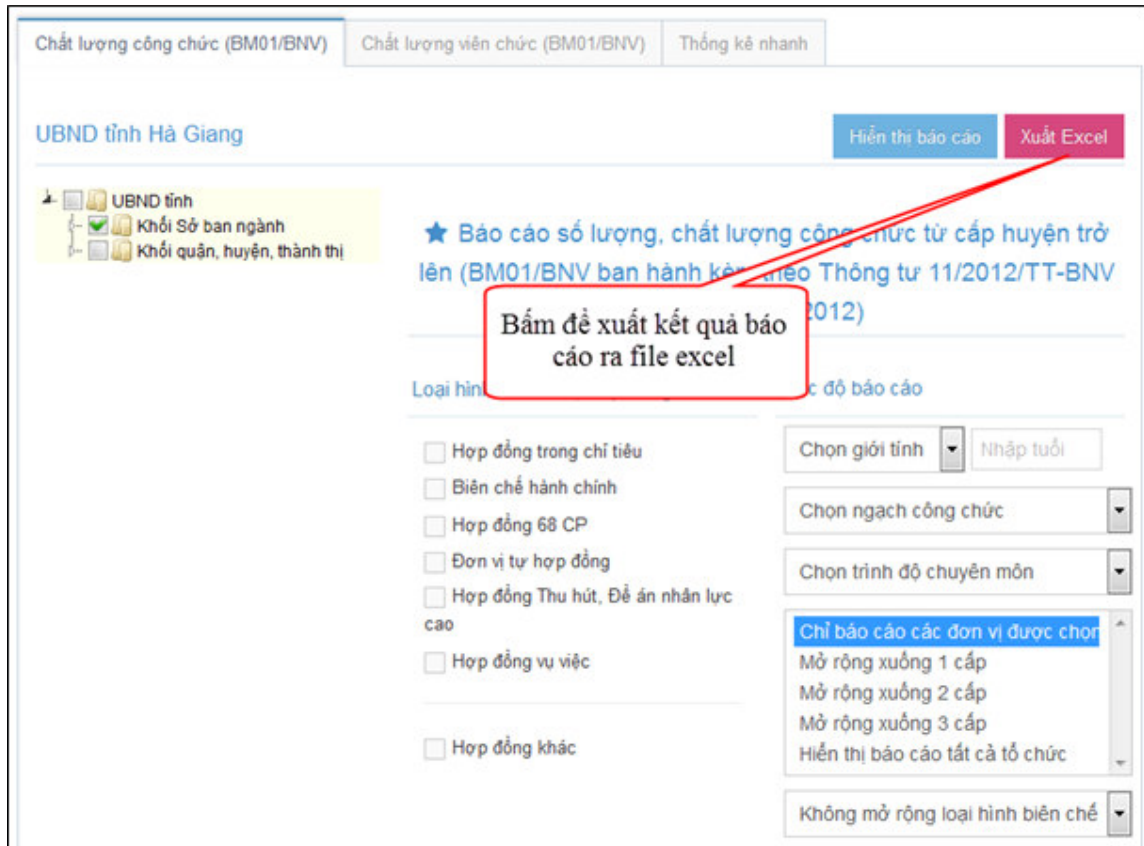 Chất lượng công chức (BM01/BNV)
Chất lượng viên chức (BM01/BNV)
Thống kê nhanh
UBND tỉnh Hà Giang
Hiển thị báo cáo
Xuất Excel
UBND tỉnh
Khối Sở ban ngành
Khối quận, huyện, thành thị
Báo cáo số lượng, chất lượng công chức từ cấp huyện trở
lên (BM01/BNV ban hành kèm theo Thông tư 11/2012/TT-BNV
2012)
Bấm để xuất kết quả báo
cáo ra file excel
Loại hình
độ báo cáo
Hợp đồng trong chỉ tiêu
Biên chế hành chính
Hợp đồng 68 CP
Đơn vị tự hợp đồng
Hợp đồng Thu hút, Đề án nhân lực
cao
Hợp đồng vụ việc
Hợp đồng khác
Chọn giới tính
Nhập tuổi
Chọn ngạch công chức
Chọn trình độ chuyên môn
Chỉ báo cáo các đơn vị được chọn
Mở rộng xuống 1 cấp
Mở rộng xuống 2 cấp
Mở rộng xuống 3 cấp
Hiển thị báo cáo tất cả tổ chức
Không mở rộng loại hình biên chế